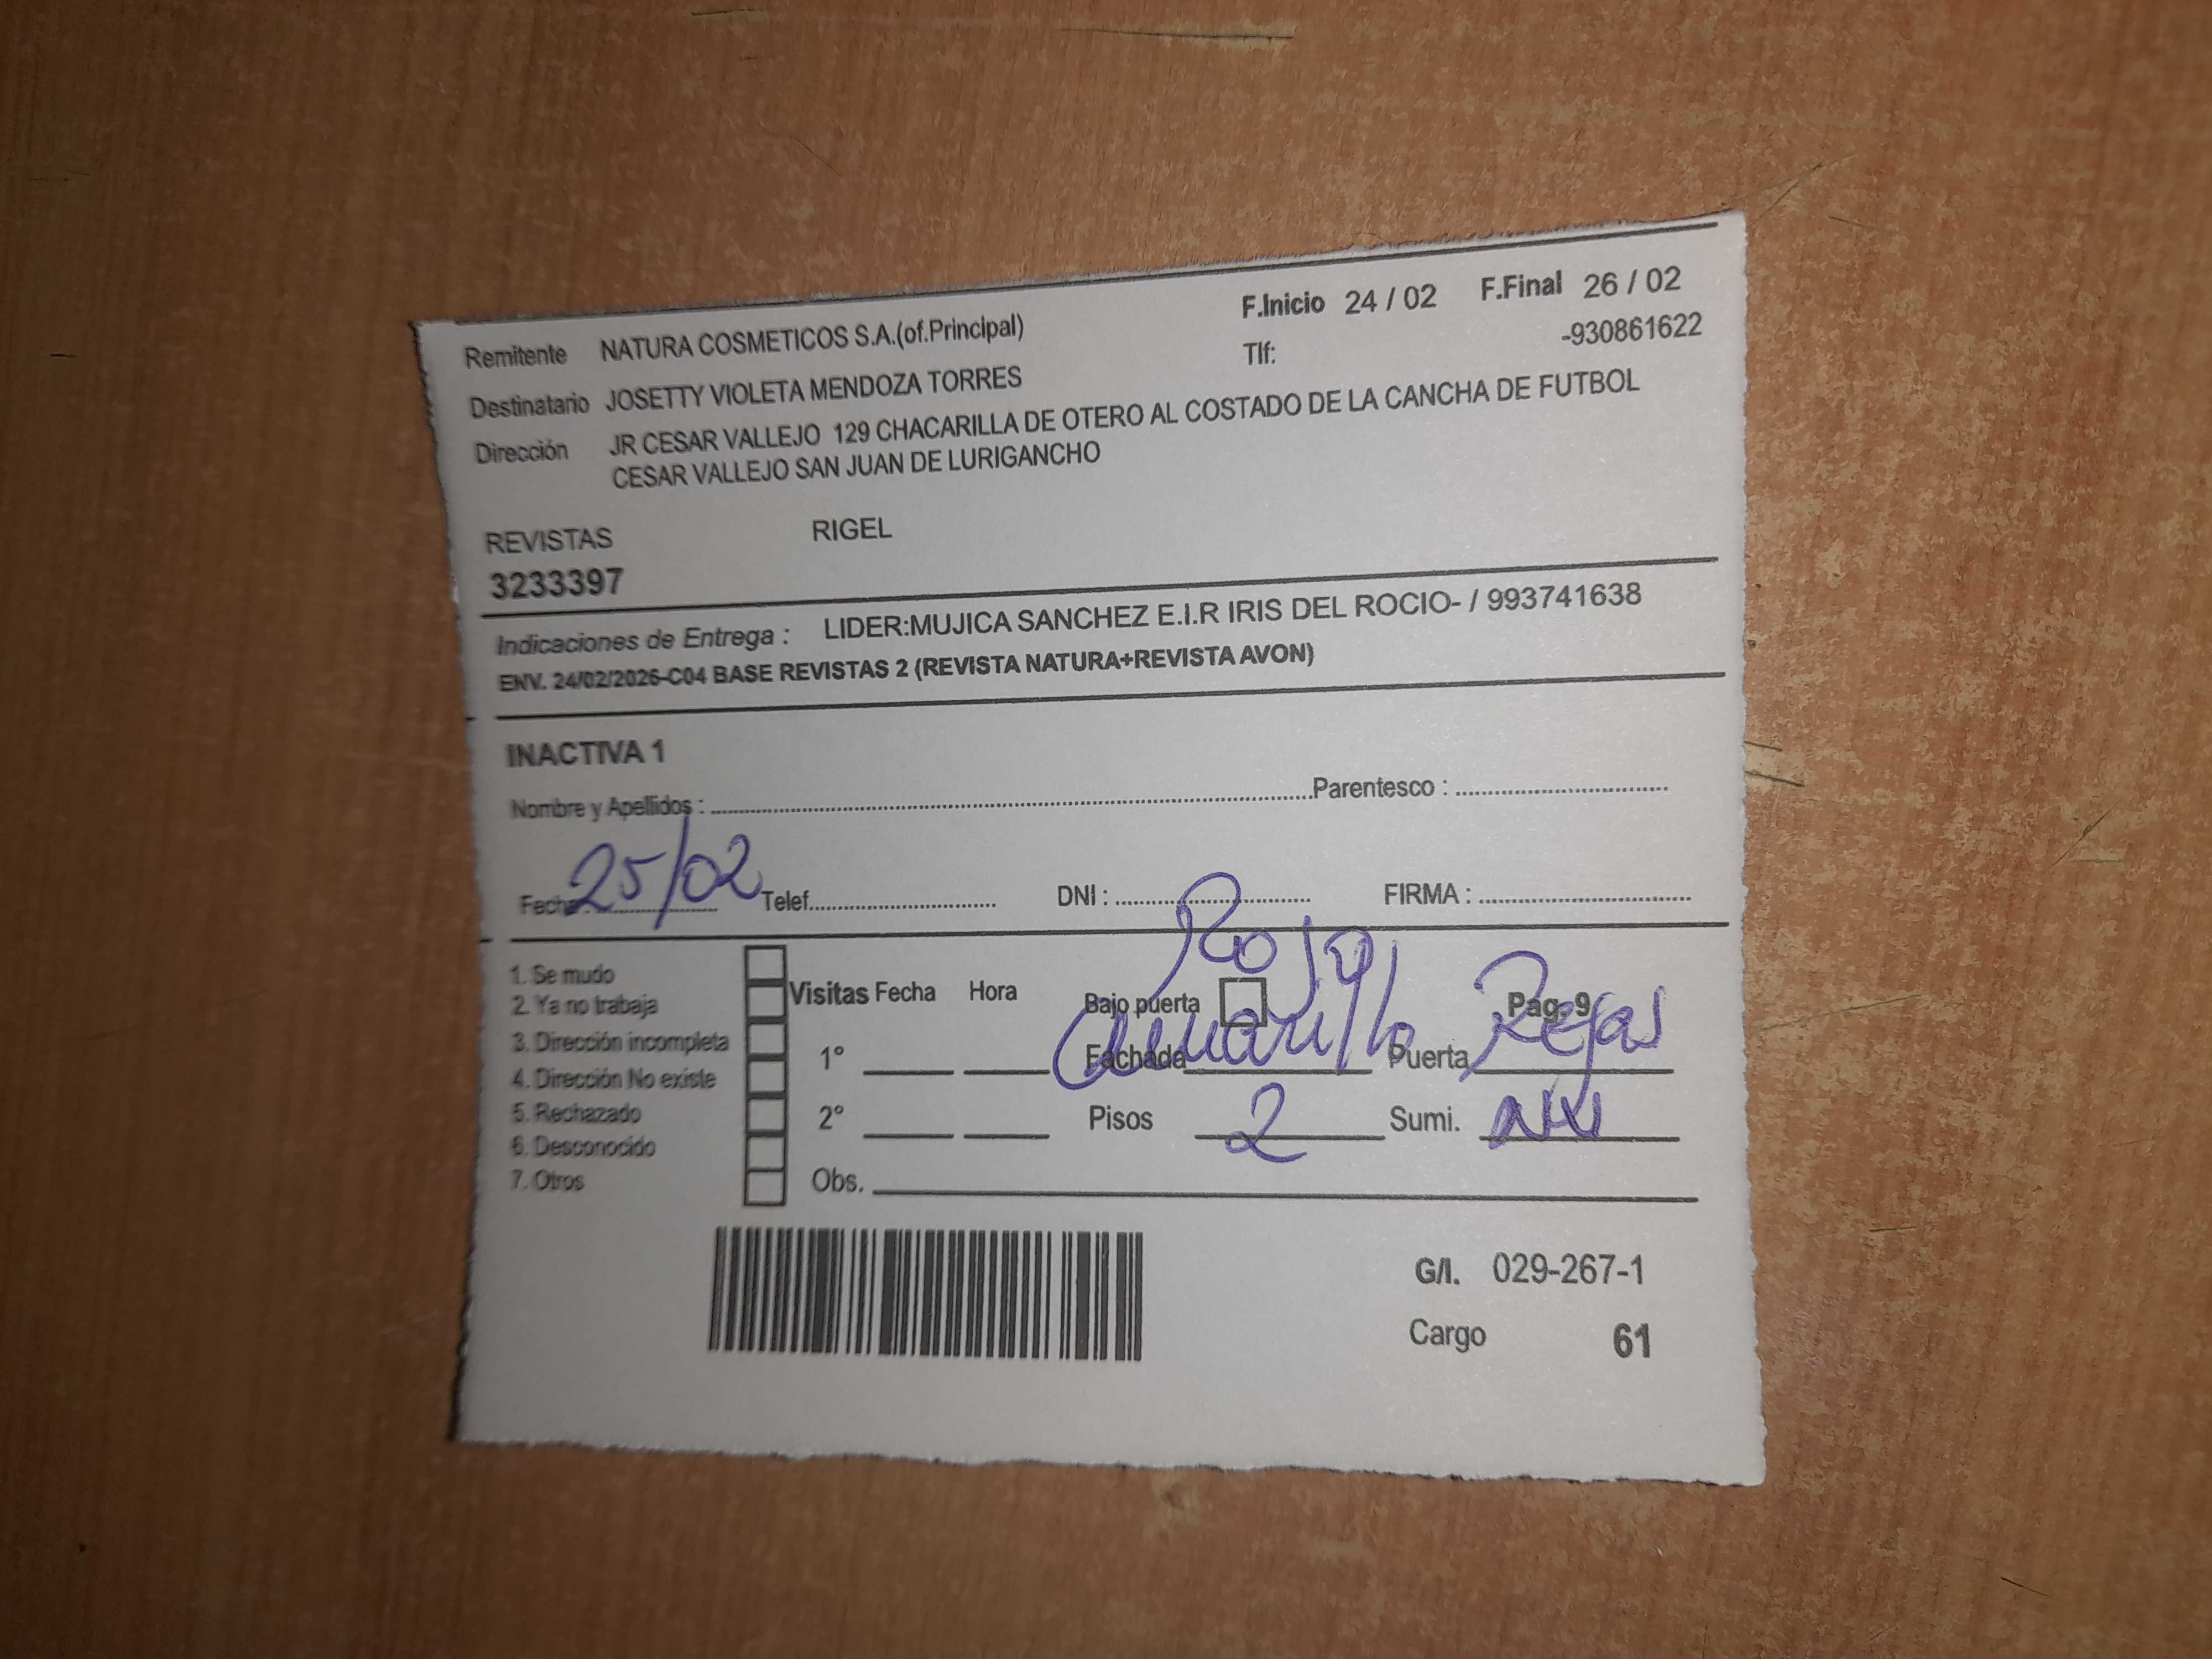 F.Inicio 24 / 02 F.Final 26 / 02
Remitente NATURA COSMETICOS S.A.(of.Principal) Tlf: -930861622
Destinatario JOSETTY VIOLETA MENDOZA TORRES
Dirección JR CESAR VALLEJO 129 CHACARILLA DE OTERO AL COSTADO DE LA CANCHA DE FUTBOL
CESAR VALLEJO SAN JUAN DE LURIGANCHO
REVISTAS RIGEL
3233397
Indicaciones de Entrega : LIDER:MUJICA SANCHEZ E.I.R IRIS DEL ROCIO- / 993741638
ENV. 24/02/2026-C04 BASE REVISTAS 2 (REVISTA NATURA+REVISTA AVON)
INACTIVA 1
Nombre y Apellidos : Parentesco :
Fecha : 25/02 Telef. DNI : FIRMA :
Rojo
1. Se mudo
2. Ya no trabaja
3. Dirección incompleta
4. Dirección No existe
5. Rechazado
6. Desconocido
7. Otros
Visitas Fecha Hora Bajo puerta Pag. 9
1° Fachada Amarillo Puerta Rejas
2° Pisos 2 Sumi.
Obs.
G/I. 029-267-1
Cargo 61